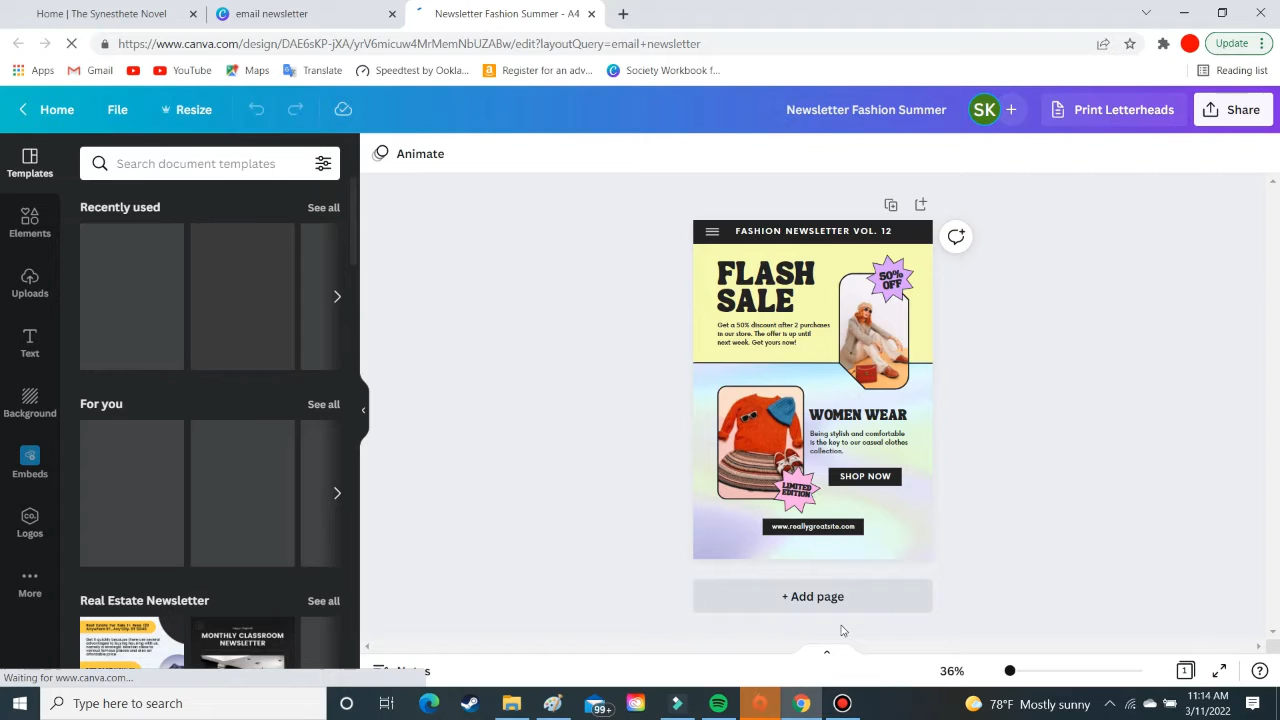 Home | The Synesthete Novel
email newsletter
Newsletter Fashion Summer - A4
https://www.canva.com/design/DAE6sKP-jXA/yrV6micuw4MrMemNbUZABw/edit?layoutQuery=email+newsletter
Update
Apps
Gmail
YouTube
Maps
Translate
Speedtest by Ookla...
Register for an adv...
Society Workbook f...
Reading list
Home
File
Resize
Newsletter Fashion Summer
SK
Print Letterheads
Share
Templates
Elements
Uploads
Text
Background
Embeds
CO.
Logos
More
Search document templates
Recently used
See all
For you
See all
Real Estate Newsletter
See all
MONTHLY CLASSROOM
NEWSLETTER
Animate
FASHION NEWSLETTER VOL. 12
FLASH
SALE
50%
OFF
Get a 50% discount after 2 purchases
in our store. The offer is up until
next week. Get yours now!
WOMEN WEAR
Being stylish and comfortable
is the key to our casual clothes
collection.
SHOP NOW
LIMITED
EDITION
www.reallygreatsite.com
+ Add page
Waiting for www.canva.com...
36%
1
Type here to search
99+
78°F Mostly sunny
11:14 AM
3/11/2022